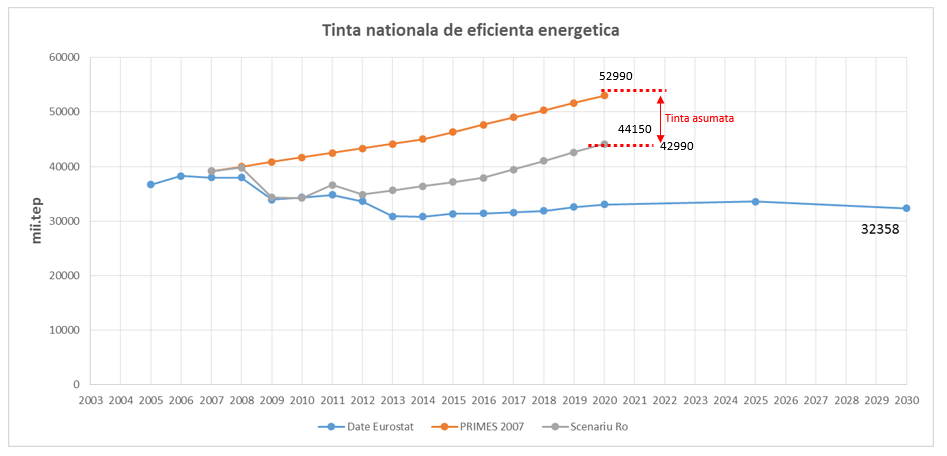 Tinta nationala de eficienta energetica
60000
50000
40000
30000
20000
10000
0
mii.tep
52990
Tinta asumata
44150
42990
32358
2003 2004 2005 2006 2007 2008 2009 2010 2011 2012 2013 2014 2015 2016 2017 2018 2019 2020 2021 2022 2023 2024 2025 2026 2027 2028 2029 2030
Date Eurostat PRIMES 2007 Scenariu Ro